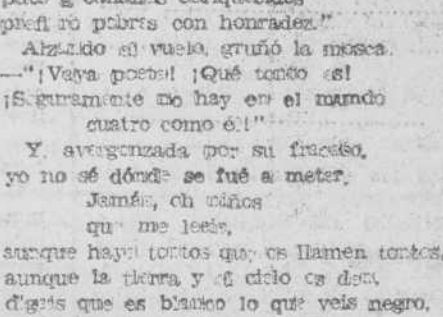 prefiero pobres con honradez."
Alzando el vuelo, gruñó la mosca.
—"¡Vaya poeta! ¡Qué tonto es!
¡Seguramente no hay en el mundo
cuatro como él!"
Y, avergonzada por su fracaso,
yo no sé dónde se fué a meter.
Jamás, oh niños
que me leéis,
aunque haya tontos que os llamen tontos,
aunque la tierra y el cielo os den,
digáis que es blanco lo que veis negro,